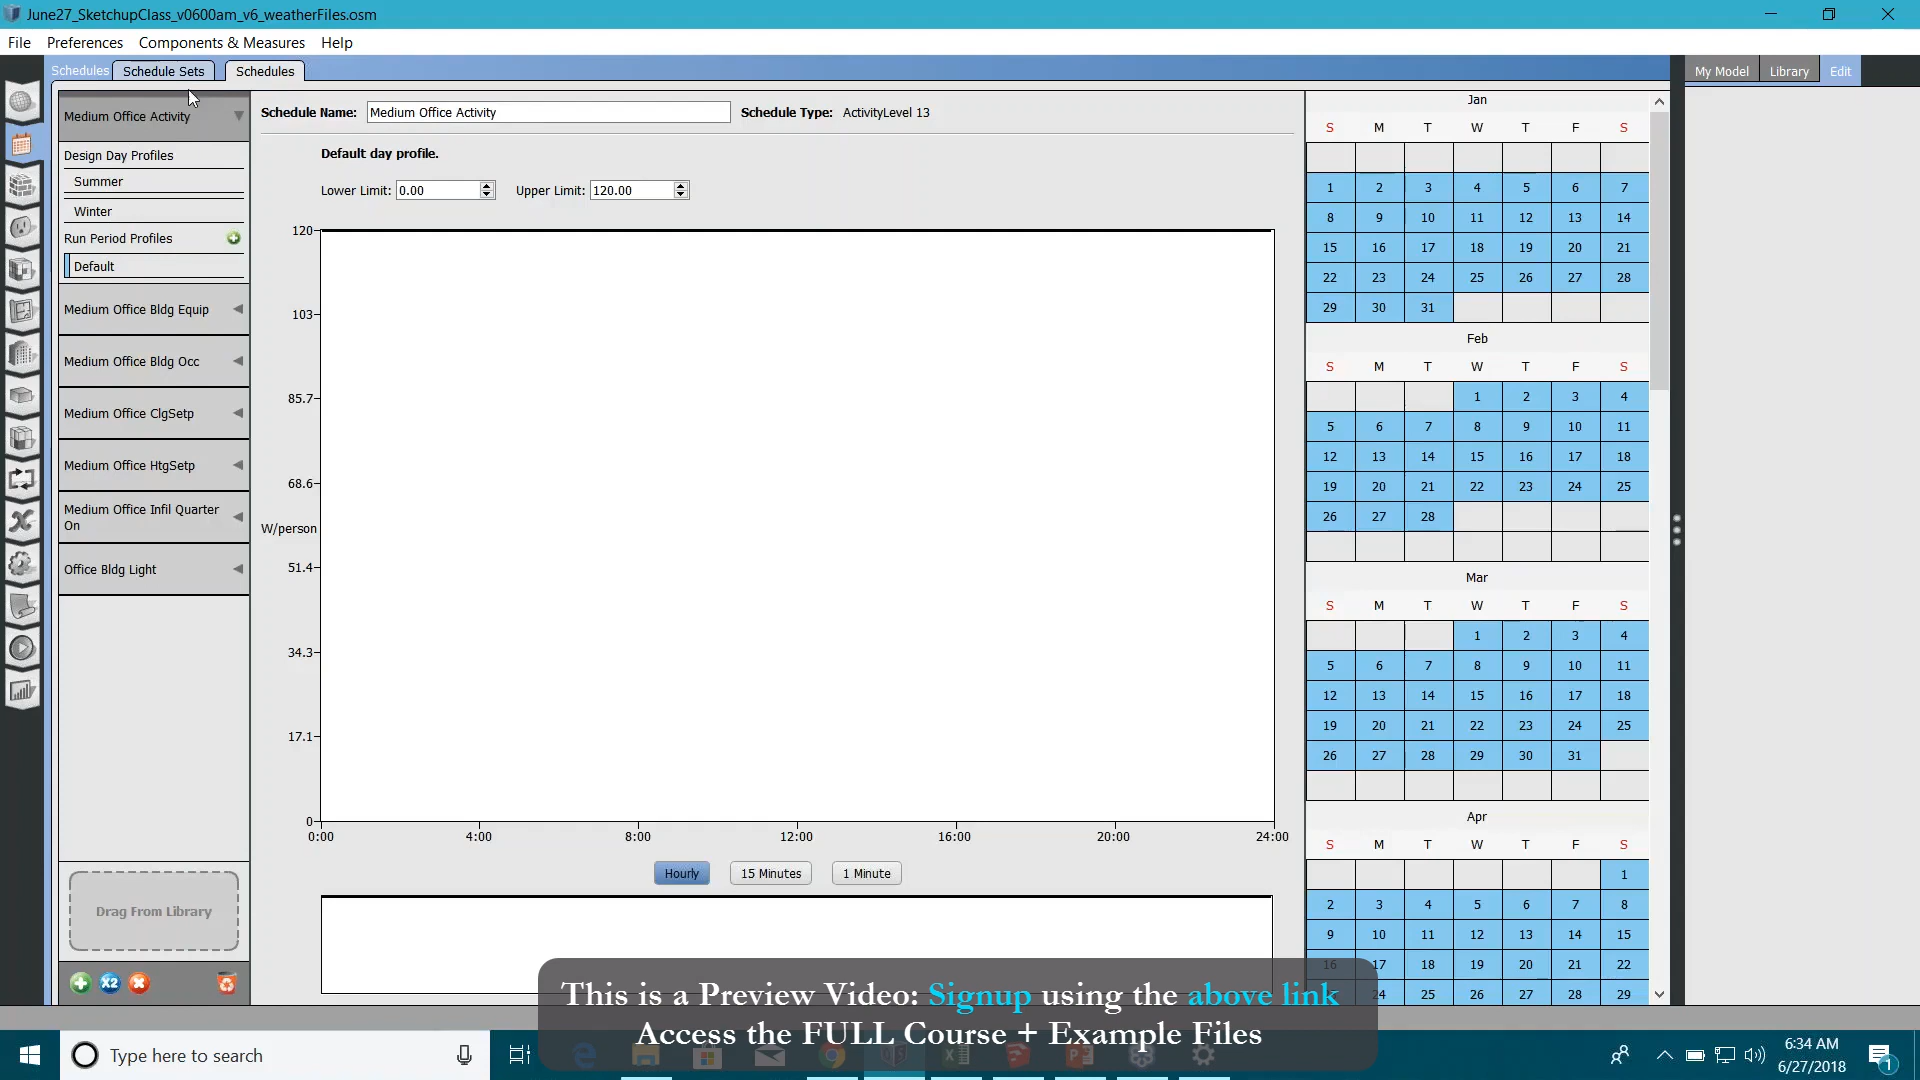 June27_SketchupClass_v0600am_v6_weatherFiles.osm
File Preferences Components & Measures Help
Schedules Schedule Sets Schedules
My Model Library Edit
Medium Office Activity
Design Day Profiles
Summer
Winter
Run Period Profiles
Default
Medium Office Bldg Equip
Medium Office Bldg Occ
Medium Office ClgSetp
Medium Office HtgSetp
Medium Office Infil Quarter
On
Office Bldg Light
Drag From Library
X2
Schedule Name: Medium Office Activity Schedule Type: ActivityLevel 13
Default day profile.
Lower Limit: 0.00 Upper Limit: 120.00
120
103
85.7
68.6
W/person
51.4
34.3
17.1
0
0:00 4:00 8:00 12:00 16:00 20:00 24:00
Hourly 15 Minutes 1 Minute
Jan
S M T W T F S
1 2 3 4 5 6 7
8 9 10 11 12 13 14
15 16 17 18 19 20 21
22 23 24 25 26 27 28
29 30 31
Feb
S M T W T F S
1 2 3 4
5 6 7 8 9 10 11
12 13 14 15 16 17 18
19 20 21 22 23 24 25
26 27 28
Mar
S M T W T F S
1 2 3 4
5 6 7 8 9 10 11
12 13 14 15 16 17 18
19 20 21 22 23 24 25
26 27 28 29 30 31
Apr
S M T W T F S
1
2 3 4 5 6 7 8
9 10 11 12 13 14 15
16 17 18 19 20 21 22
24 25 26 27 28 29
This is a Preview Video: Signup using the above link
Access the FULL Course + Example Files
Type here to search
6:34 AM
6/27/2018
1